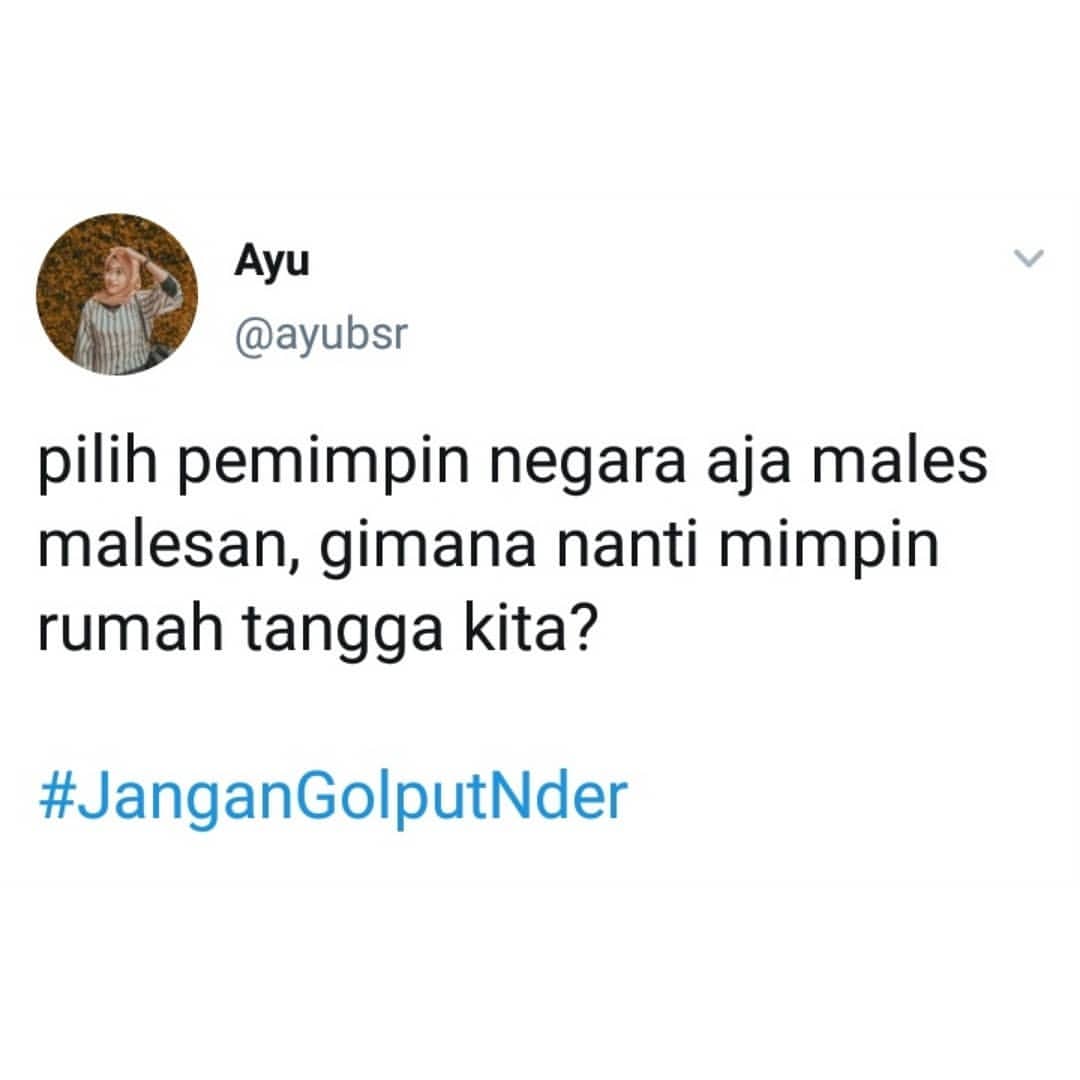 Ayu
@ayubsr
pilih pemimpin negara aja males
malesan, gimana nanti mimpin
rumah tangga kita?
#JanganGolputNder